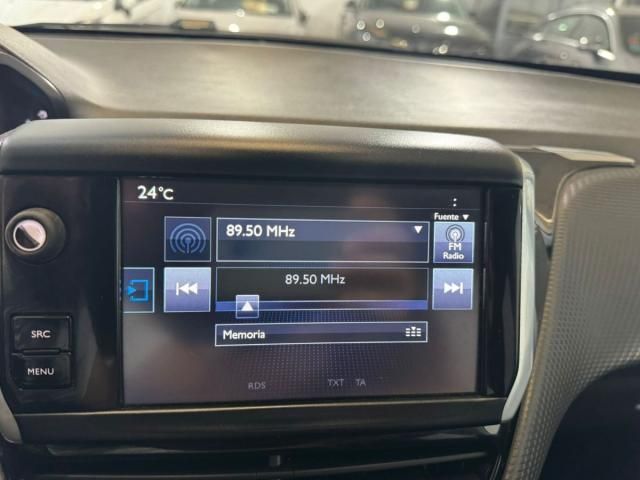 24°C
:
Fuente ▼
89.50 MHz ▼
FM
Radio
89.50 MHz
SRC
Memoria
MENU
RDS TXT TA